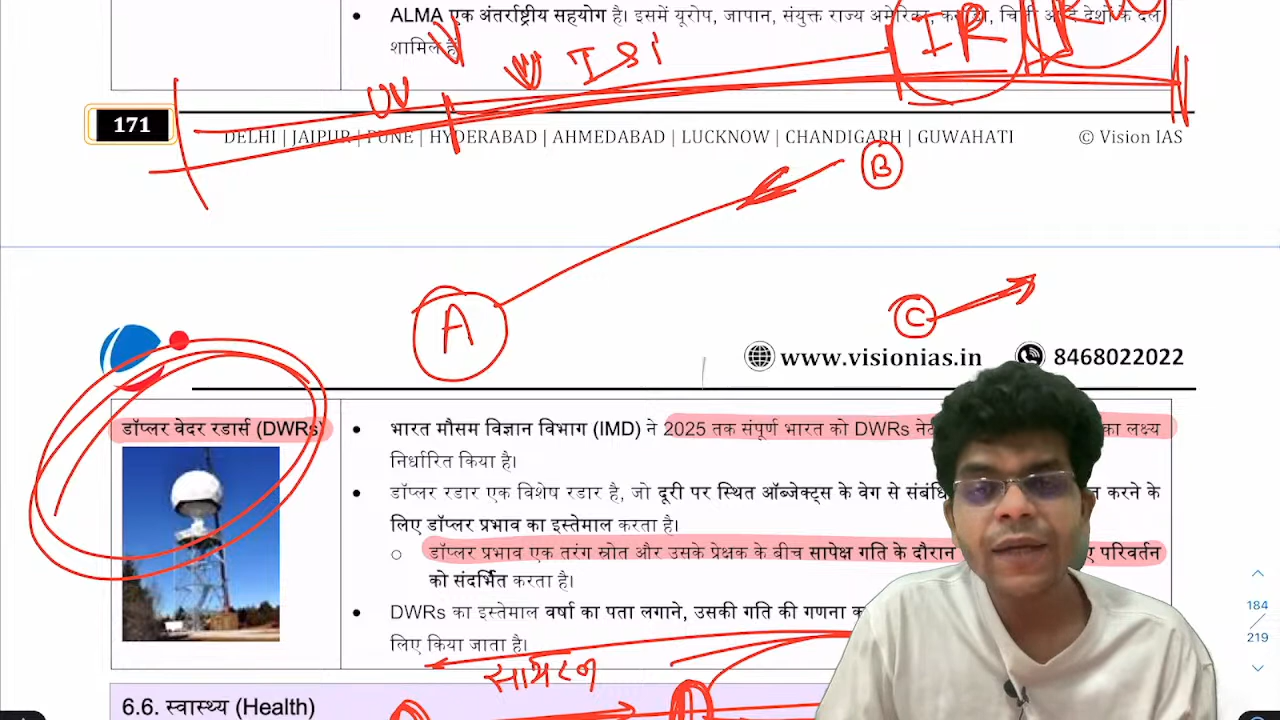 ALMA एक अंतर्राष्ट्रीय सहयोग है। इसमें यूरोप, जापान, संयुक्त राज्य अमेरिका, के दल
शामिल हैं
IR
UV
171
DELHI | JAIPUR | PUNE | HYDERABAD | AHMEDABAD | LUCKNOW | CHANDIGARH | GUWAHATI
© Vision IAS
B
A
C
www.visionias.in
8468022022
डॉप्लर वेदर रडार्स (DWRs)
भारत मौसम विज्ञान विभाग (IMD) ने 2025 तक संपूर्ण भारत को DWRs का लक्ष्य
निर्धारित किया है।
डॉप्लर रडार एक विशेष रडार है, जो दूरी पर स्थित ऑब्जेक्ट्स के वेग से करने के
लिए डॉप्लर प्रभाव का इस्तेमाल करता है।
डॉप्लर प्रभाव एक तरंग स्रोत और उसके प्रेक्षक के बीच सापेक्ष गति के दौरान परिवर्तन
को संदर्भित करता है।
DWRs का इस्तेमाल वर्षा का पता लगाने, उसकी गति की गणना
लिए किया जाता है।
सायरन
184
219
6.6. स्वास्थ्य (Health)